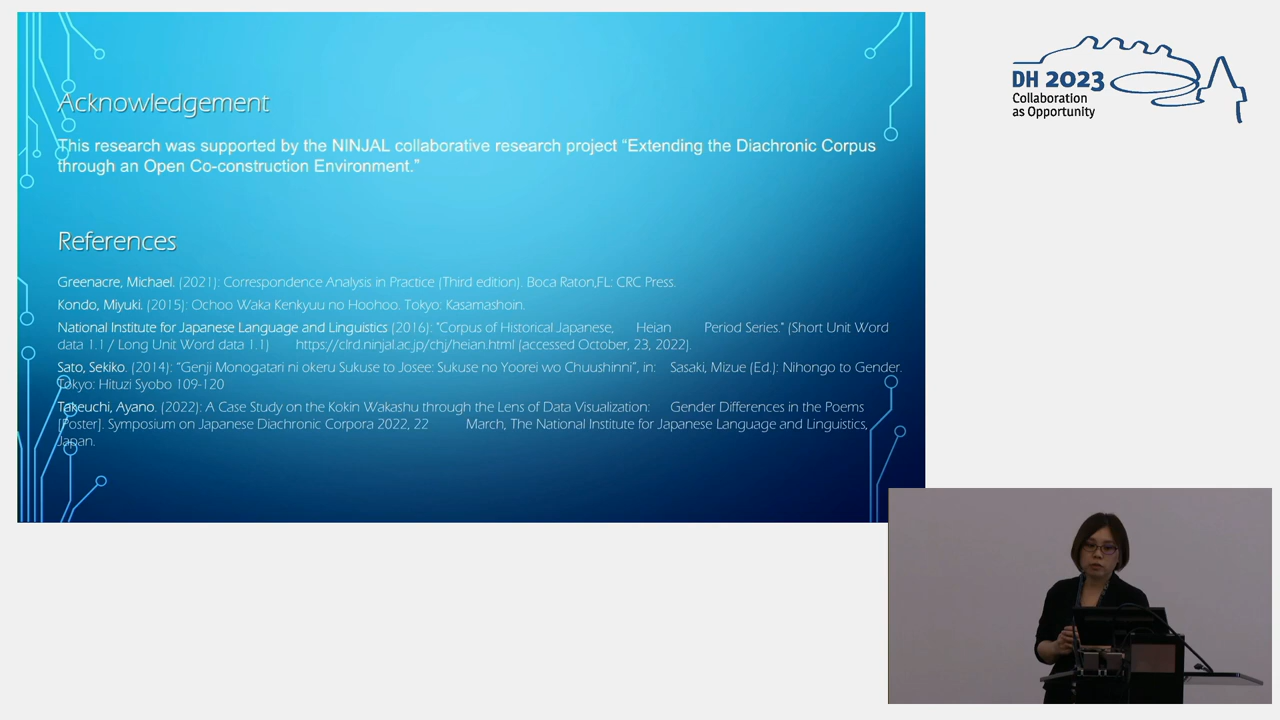 Acknowledgement
This research was supported by the NINJAL collaborative research project “Extending the Diachronic Corpus
through an Open Co-construction Environment.”
References
Greenacre, Michael. (2021): Correspondence Analysis in Practice (Third edition). Boca Raton,FL: CRC Press.
Kondo, Miyuki. (2015): Ochoo Waka Kenkyuu no Hoohoo. Tokyo: Kasamashoin.
National Institute for Japanese Language and Linguistics (2016): "Corpus of Historical Japanese, Heian Period Series." (Short Unit Word
data 1.1 / Long Unit Word data 1.1) https://clrd.ninjal.ac.jp/chj/heian.html (accessed October, 23, 2022).
Sato, Sekiko. (2014): “Genji Monogatari ni okeru Sukuse to Josee: Sukuse no Yoorei wo Chuushinni”, in: Sasaki, Mizue (Ed.): Nihongo to Gender.
Tokyo: Hituzi Syobo 109-120
Takeuchi, Ayano. (2022): A Case Study on the Kokin Wakashu through the Lens of Data Visualization: Gender Differences in the Poems
[Poster]. Symposium on Japanese Diachronic Corpora 2022, 22 March, The National Institute for Japanese Language and Linguistics,
Japan.
DH 2023
Collaboration
as Opportunity